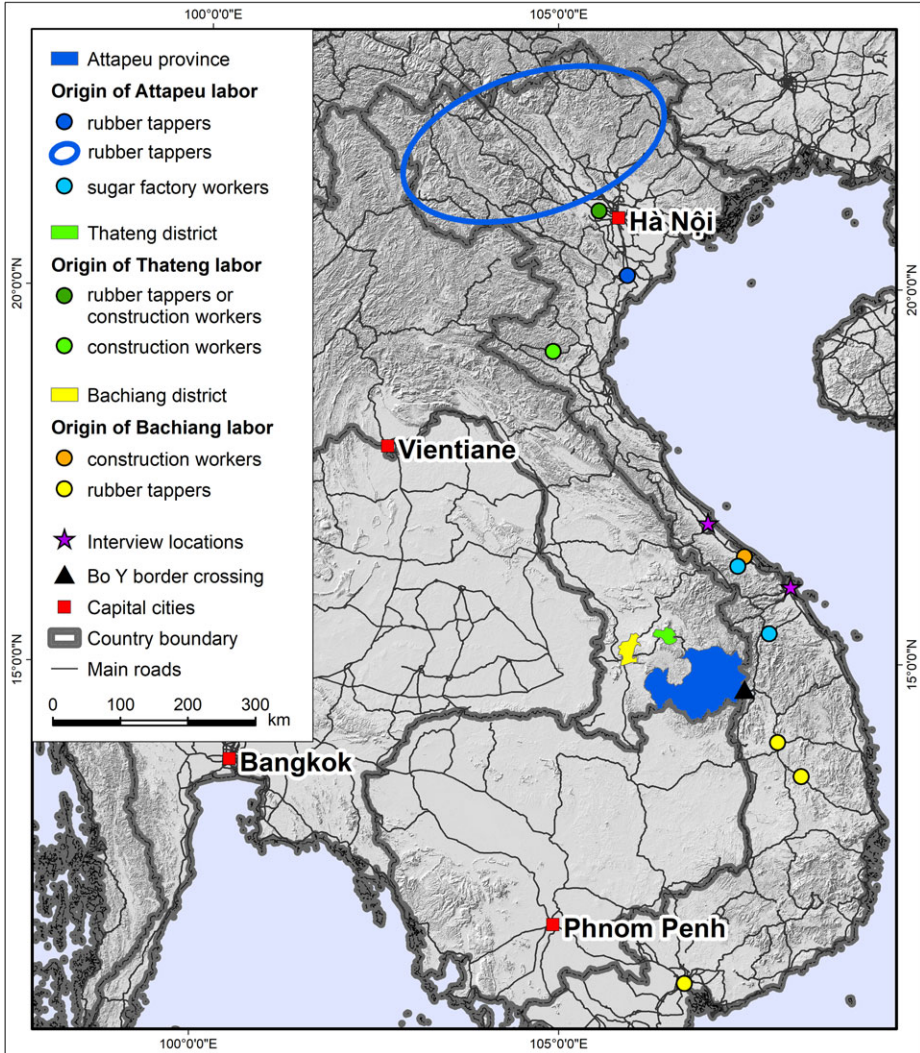 100°0'0"E
105°0'0"E
Attapeu province
Origin of Attapeu labor
rubber tappers
rubber tappers
sugar factory workers
Thateng district
Origin of Thateng labor
rubber tappers or
construction workers
construction workers
Bachiang district
Origin of Bachiang labor
construction workers
rubber tappers
Interview locations
Bo Y border crossing
Capital cities
Country boundary
Main roads
0 100 200 300
km
Hà Nội
Vientiane
Bangkok
Phnom Penh
20°0'0"N
20°0'0"N
15°0'0"N
15°0'0"N
100°0'0"E
105°0'0"E